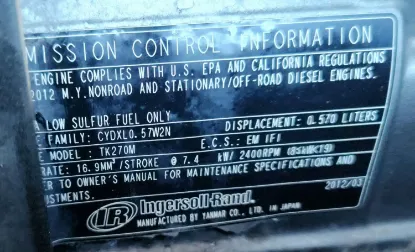 MISSION CONTROL INFORMATION
ENGINE COMPLIES WITH U.S. EPA AND CALIFORNIA REGULATIONS
2012 M.Y. NONROAD AND STATIONARY/OFF-ROAD DIESEL ENGINES.
LOW SULFUR FUEL ONLY
FAMILY: CYDXL0.57W2N DISPLACEMENT: 0.570 LITERS
MODEL: TK270M E.C.S.: EM IFI
RATE: 16.9MM³/STROKE @ 7.4 kW/ 2400RPM
ER TO OWNER'S MANUAL FOR MAINTENANCE SPECIFICATIONS AND
USTMENTS. 2012/03
IR Ingersoll-Rand
MANUFACTURED BY YANMAR CO., LTD. IN JAPAN